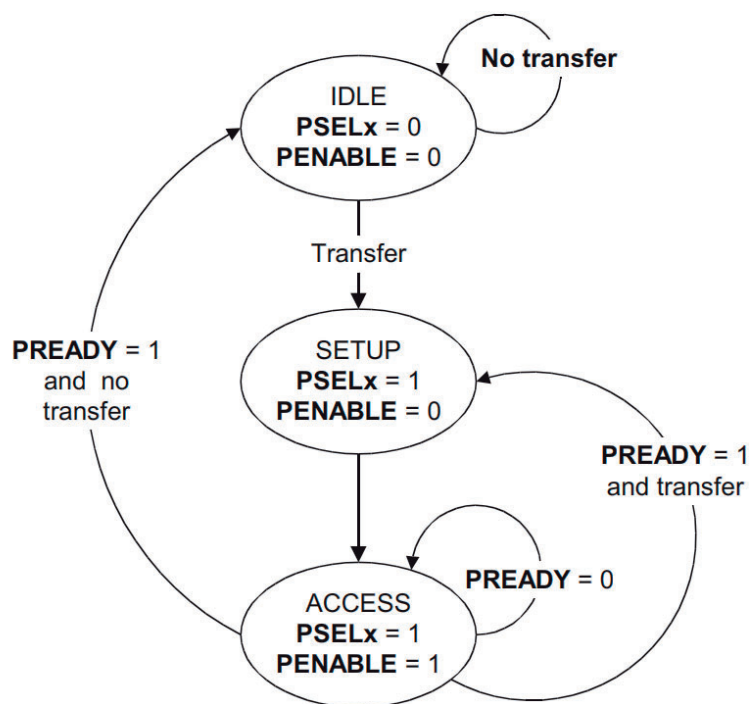 No transfer
IDLE
PSELx = 0
PENABLE = 0
Transfer
PREADY = 1
and no
transfer
SETUP
PSELx = 1
PENABLE = 0
PREADY = 1
and transfer
PREADY = 0
ACCESS
PSELx = 1
PENABLE = 1